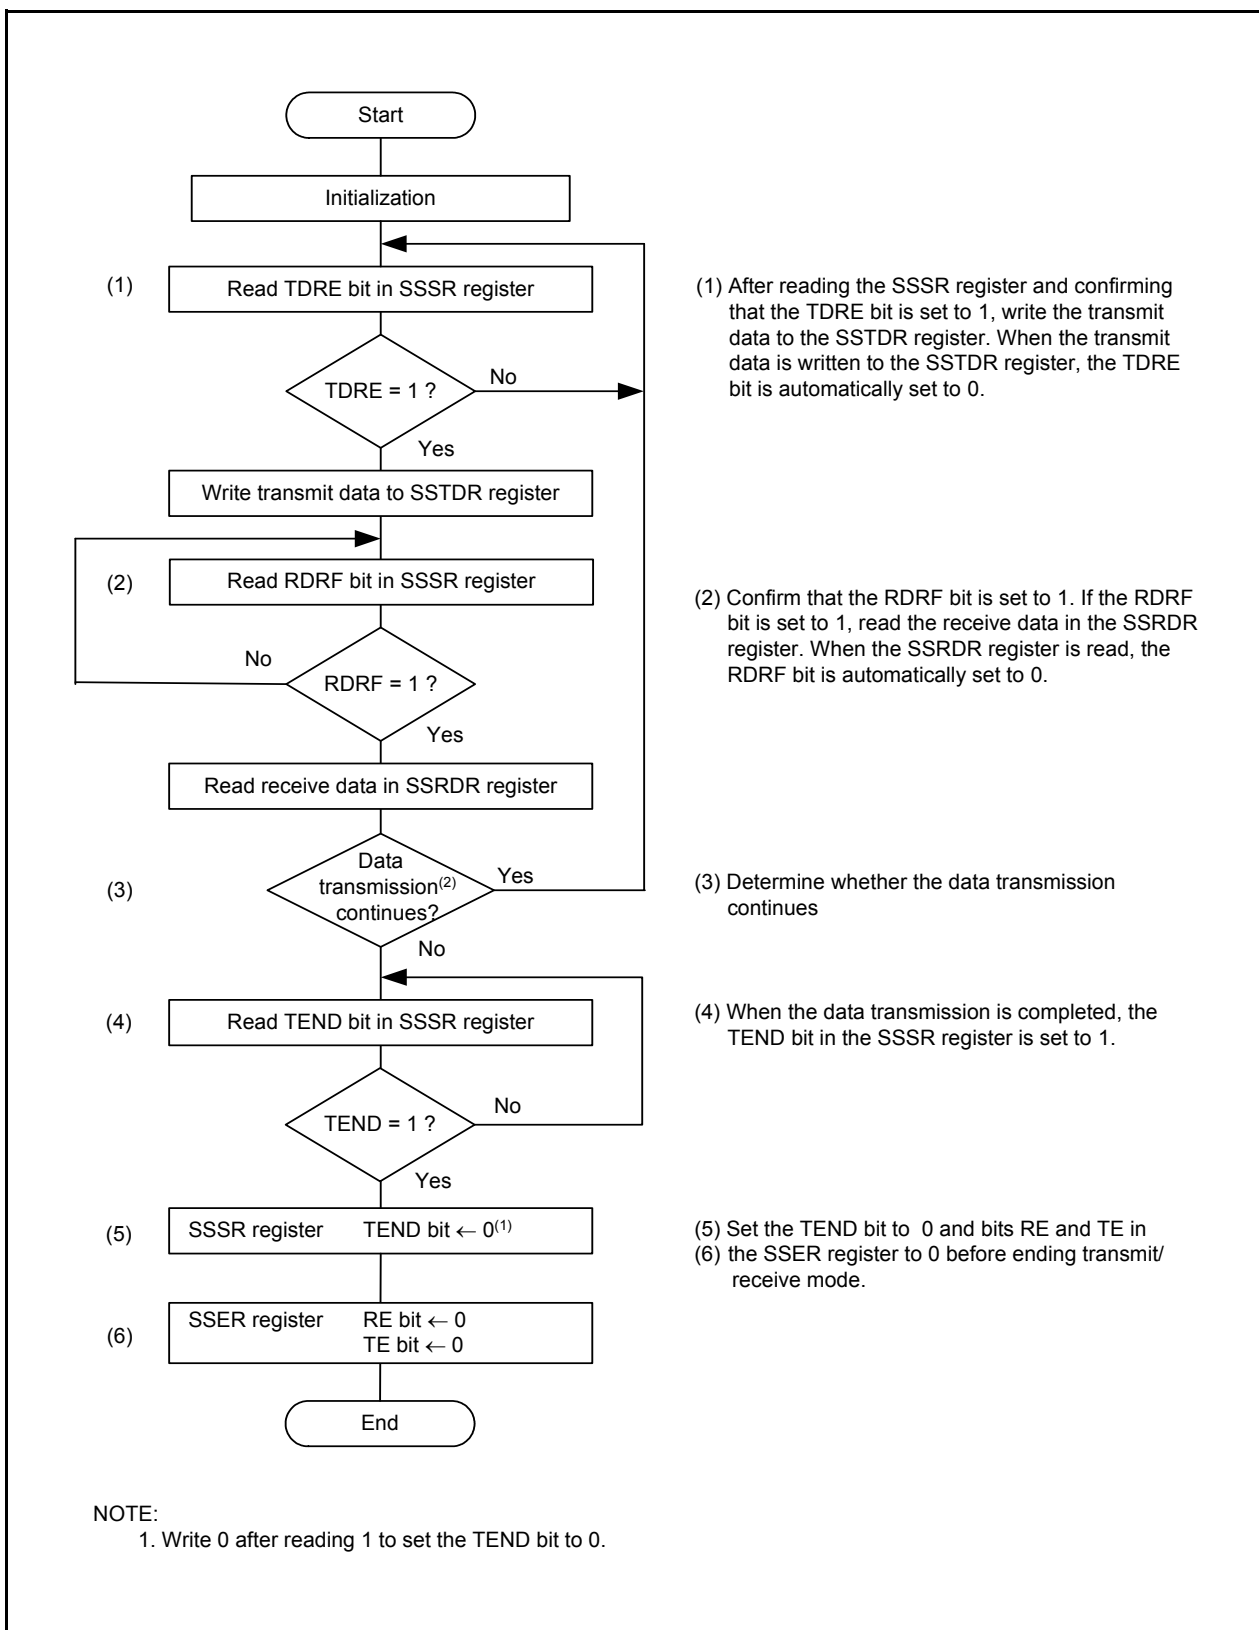 Start
Initialization
(1)
Read TDRE bit in SSSR register
TDRE = 1 ?
No
Yes
Write transmit data to SSTDR register
(2)
Read RDRF bit in SSSR register
No
RDRF = 1 ?
Yes
Read receive data in SSRDR register
(3)
Data
transmission(2)
continues?
Yes
No
(4)
Read TEND bit in SSSR register
TEND = 1 ?
No
Yes
(5)
SSSR register TEND bit ← 0(1)
(6)
SSER register RE bit ← 0
TE bit ← 0
End
(1) After reading the SSSR register and confirming
that the TDRE bit is set to 1, write the transmit
data to the SSTDR register. When the transmit
data is written to the SSTDR register, the TDRE
bit is automatically set to 0.
(2) Confirm that the RDRF bit is set to 1. If the RDRF
bit is set to 1, read the receive data in the SSRDR
register. When the SSRDR register is read, the
RDRF bit is automatically set to 0.
(3) Determine whether the data transmission
continues
(4) When the data transmission is completed, the
TEND bit in the SSSR register is set to 1.
(5) Set the TEND bit to 0 and bits RE and TE in
(6) the SSER register to 0 before ending transmit/
receive mode.
NOTE:
1. Write 0 after reading 1 to set the TEND bit to 0.